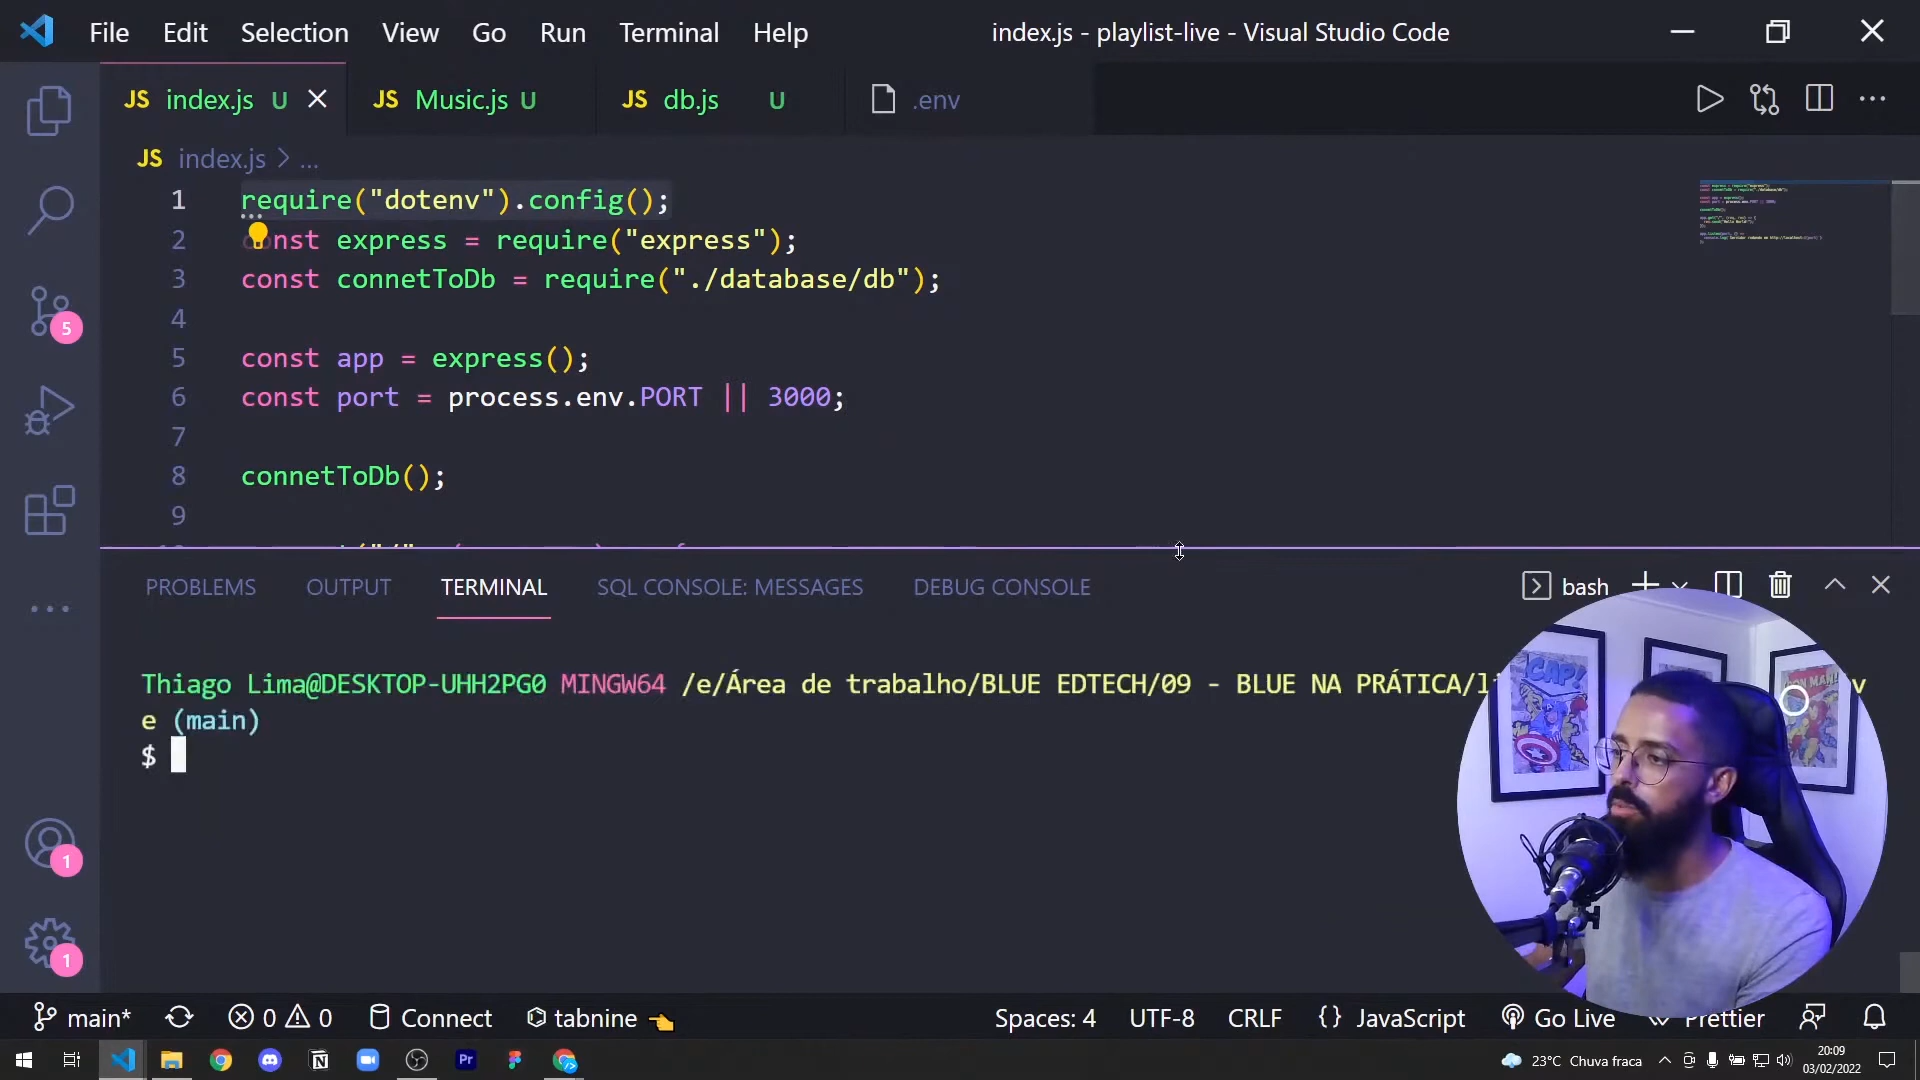 File Edit Selection View Go Run Terminal Help index.js - playlist-live - Visual Studio Code
JS index.js U JS Music.js U JS db.js U .env
JS index.js > ...
1 require("dotenv").config();
2 const express = require("express");
3 const connetToDb = require("./database/db");
4
5 const app = express();
6 const port = process.env.PORT || 3000;
7
8 connetToDb();
9
5
PROBLEMS OUTPUT TERMINAL SQL CONSOLE: MESSAGES DEBUG CONSOLE bash
Thiago Lima@DESKTOP-UHH2PG0 MINGW64 /e/Área de trabalho/BLUE EDTECH/09 - BLUE NA PRÁTICA/
e (main)
$
1
1
main* 0 0 Connect tabnine Spaces: 4 UTF-8 CRLF {} JavaScript Go Live Prettier
23°C Chuva fraca 20:09
03/02/2022